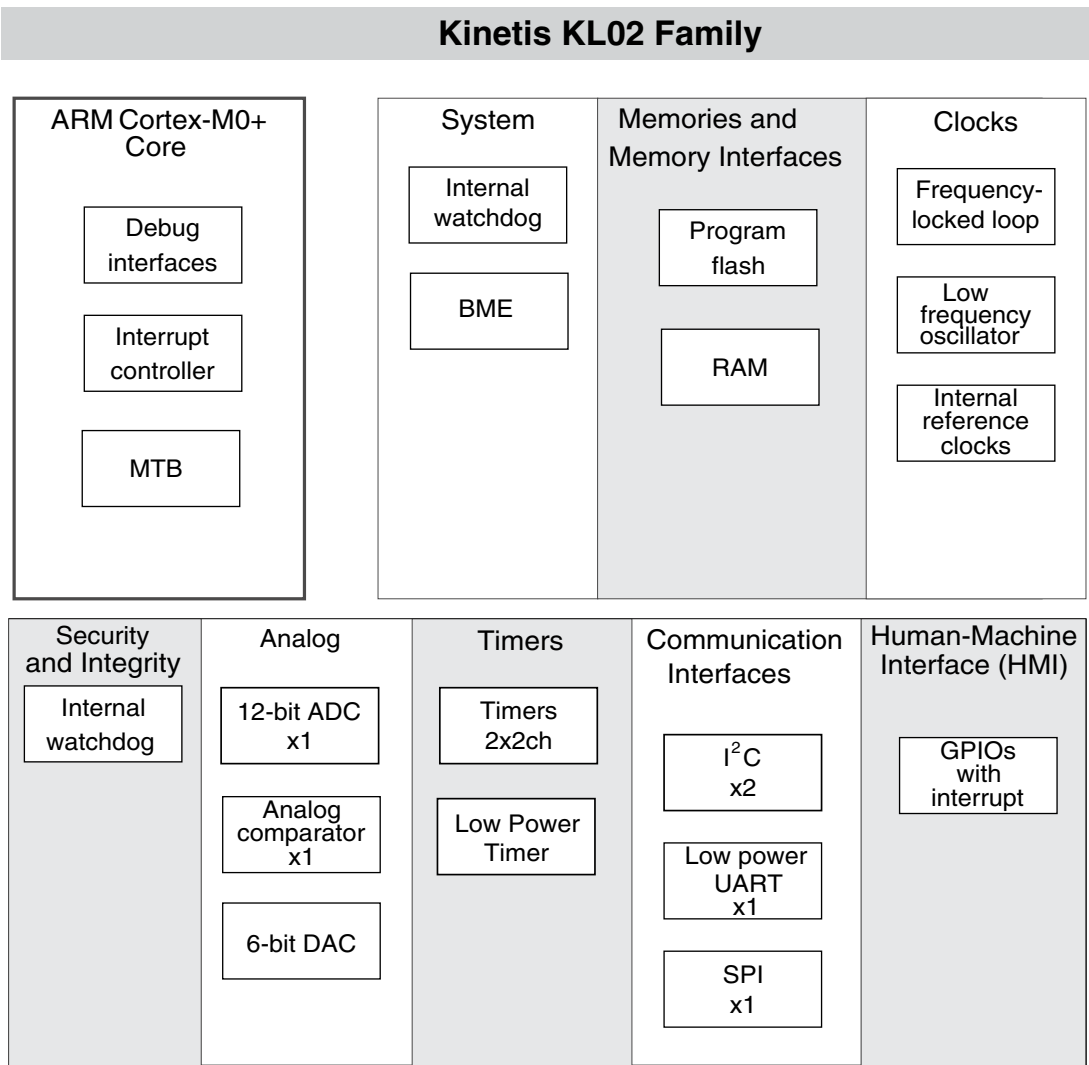 Kinetis KL02 Family
ARM Cortex-M0+
Core
Debug
interfaces
Interrupt
controller
MTB
System
Internal
watchdog
BME
Memories and
Memory Interfaces
Program
flash
RAM
Clocks
Frequency-
locked loop
Low
frequency
oscillator
Internal
reference
clocks
Security
and Integrity
Internal
watchdog
Analog
12-bit ADC
x1
Analog
comparator
x1
6-bit DAC
Timers
Timers
2x2ch
Low Power
Timer
Communication
Interfaces
I²C
x2
Low power
UART
x1
SPI
x1
Human-Machine
Interface (HMI)
GPIOs
with
interrupt